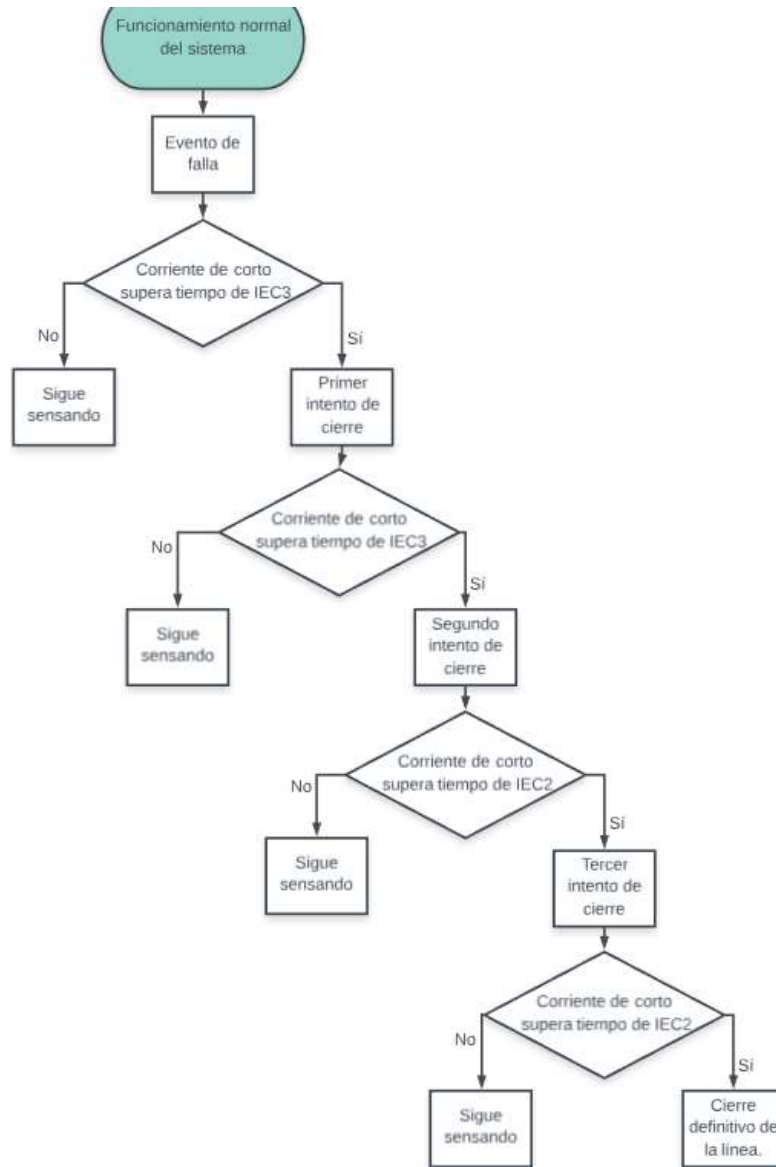 Funcionamiento normal
del sistema
Evento de
falla
Corriente de corto
supera tiempo de IEC3
No
Sí
Sigue
sensando
Primer
intento de
cierre
Corriente de corto
supera tiempo de IEC3
No
Sí
Sigue
sensando
Segundo
intento de
cierre
Corriente de corto
supera tiempo de IEC2
No
Sí
Sigue
sensando
Tercer
intento de
cierre
Corriente de corto
supera tiempo de IEC2
No
Sí
Sigue
sensando
Cierre
definitivo de
la línea.